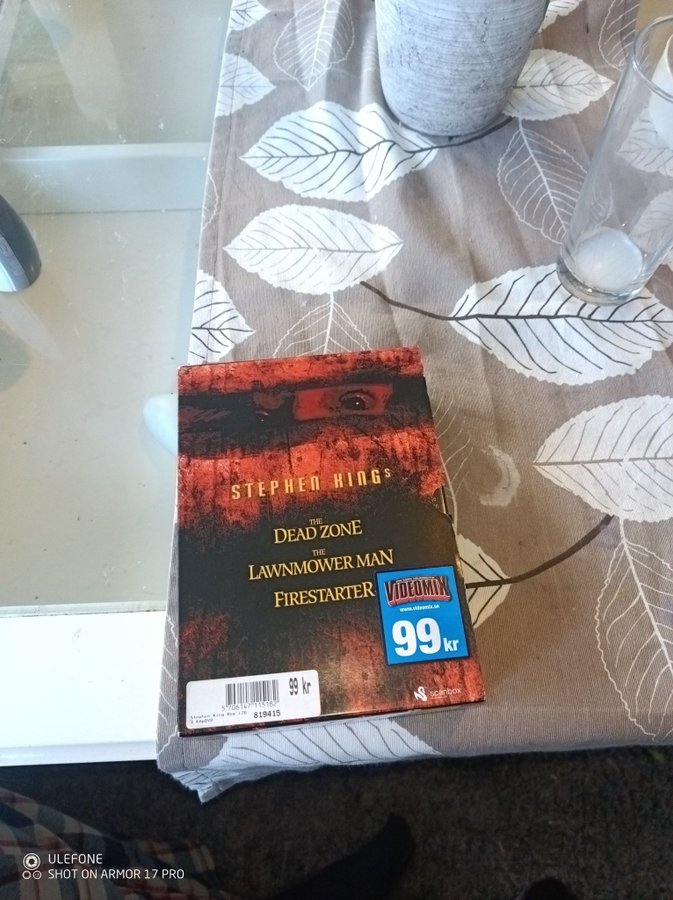 STEPHEN KINGS
THE
DEAD ZONE
THE
LAWNMOWER MAN
FIRESTARTER
VIDEOMIX
www.videomix.se
99 kr
scanbox
99 kr
5706147115162
819415
ULEFONE
SHOT ON ARMOR 17 PRO